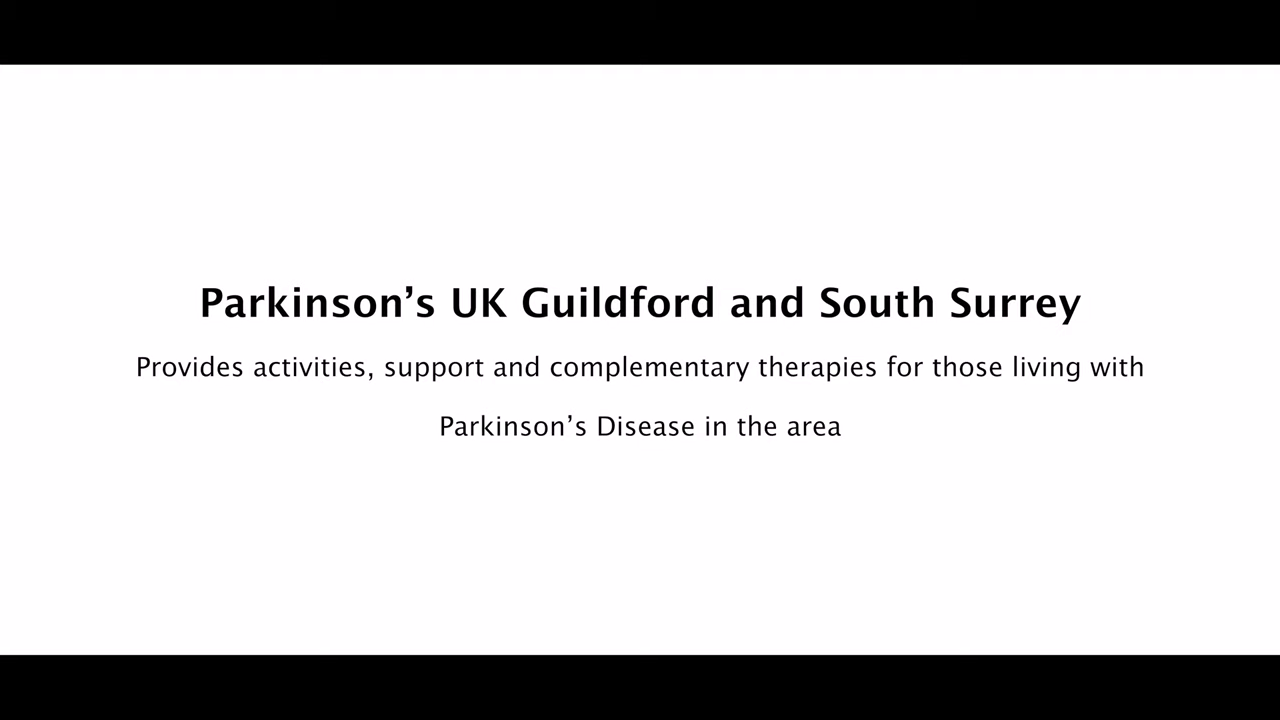 Parkinson’s UK Guildford and South Surrey
Provides activities, support and complementary therapies for those living with
Parkinson’s Disease in the area